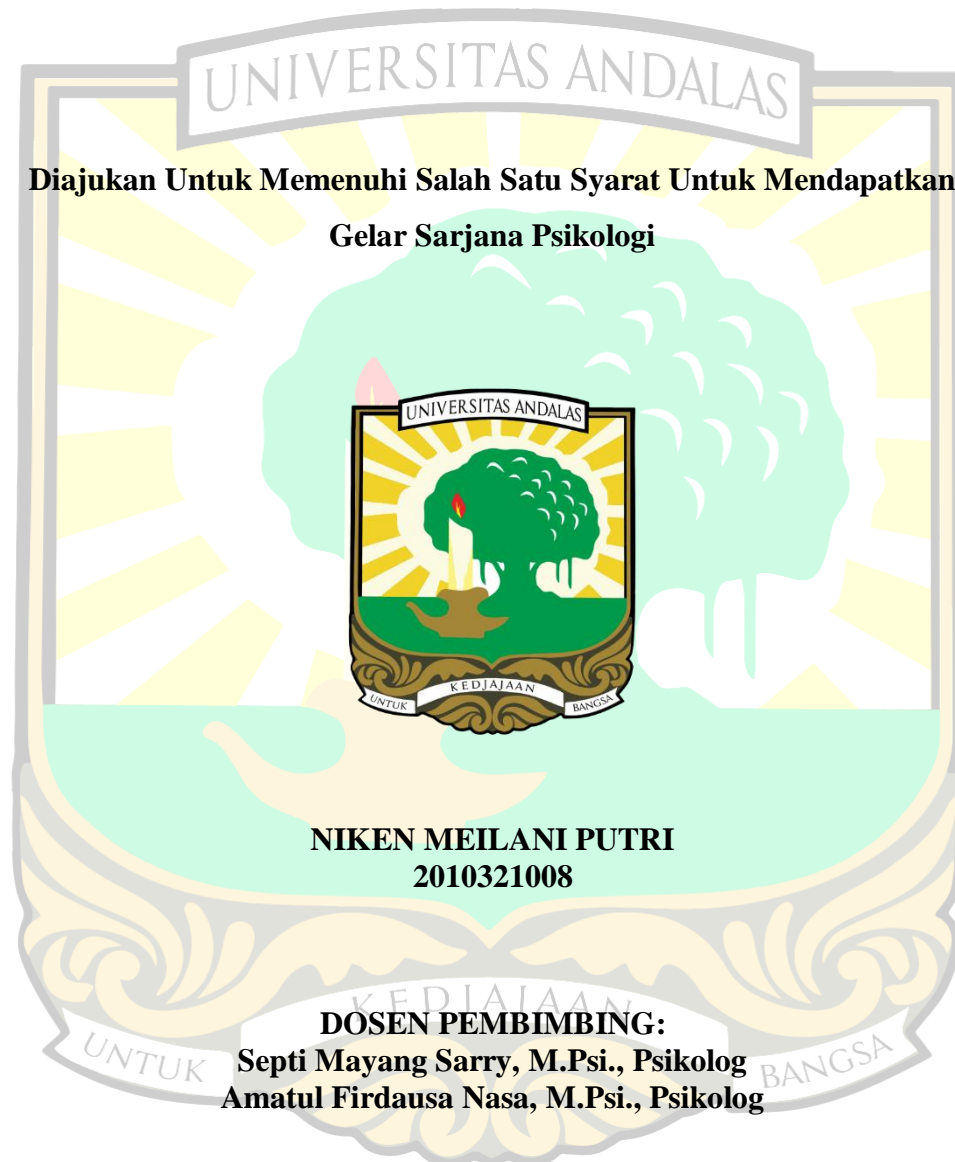 UNIVERSITAS ANDALAS
Diajukan Untuk Memenuhi Salah Satu Syarat Untuk Mendapatkan
Gelar Sarjana Psikologi
UNIVERSITAS ANDALAS
UNTUK KEDJAJAAN BANGSA
NIKEN MEILANI PUTRI
2010321008
DOSEN PEMBIMBING:
Septi Mayang Sarry, M.Psi., Psikolog
Amatul Firdausa Nasa, M.Psi., Psikolog
UNTUK KEDJAJAAN BANGSA